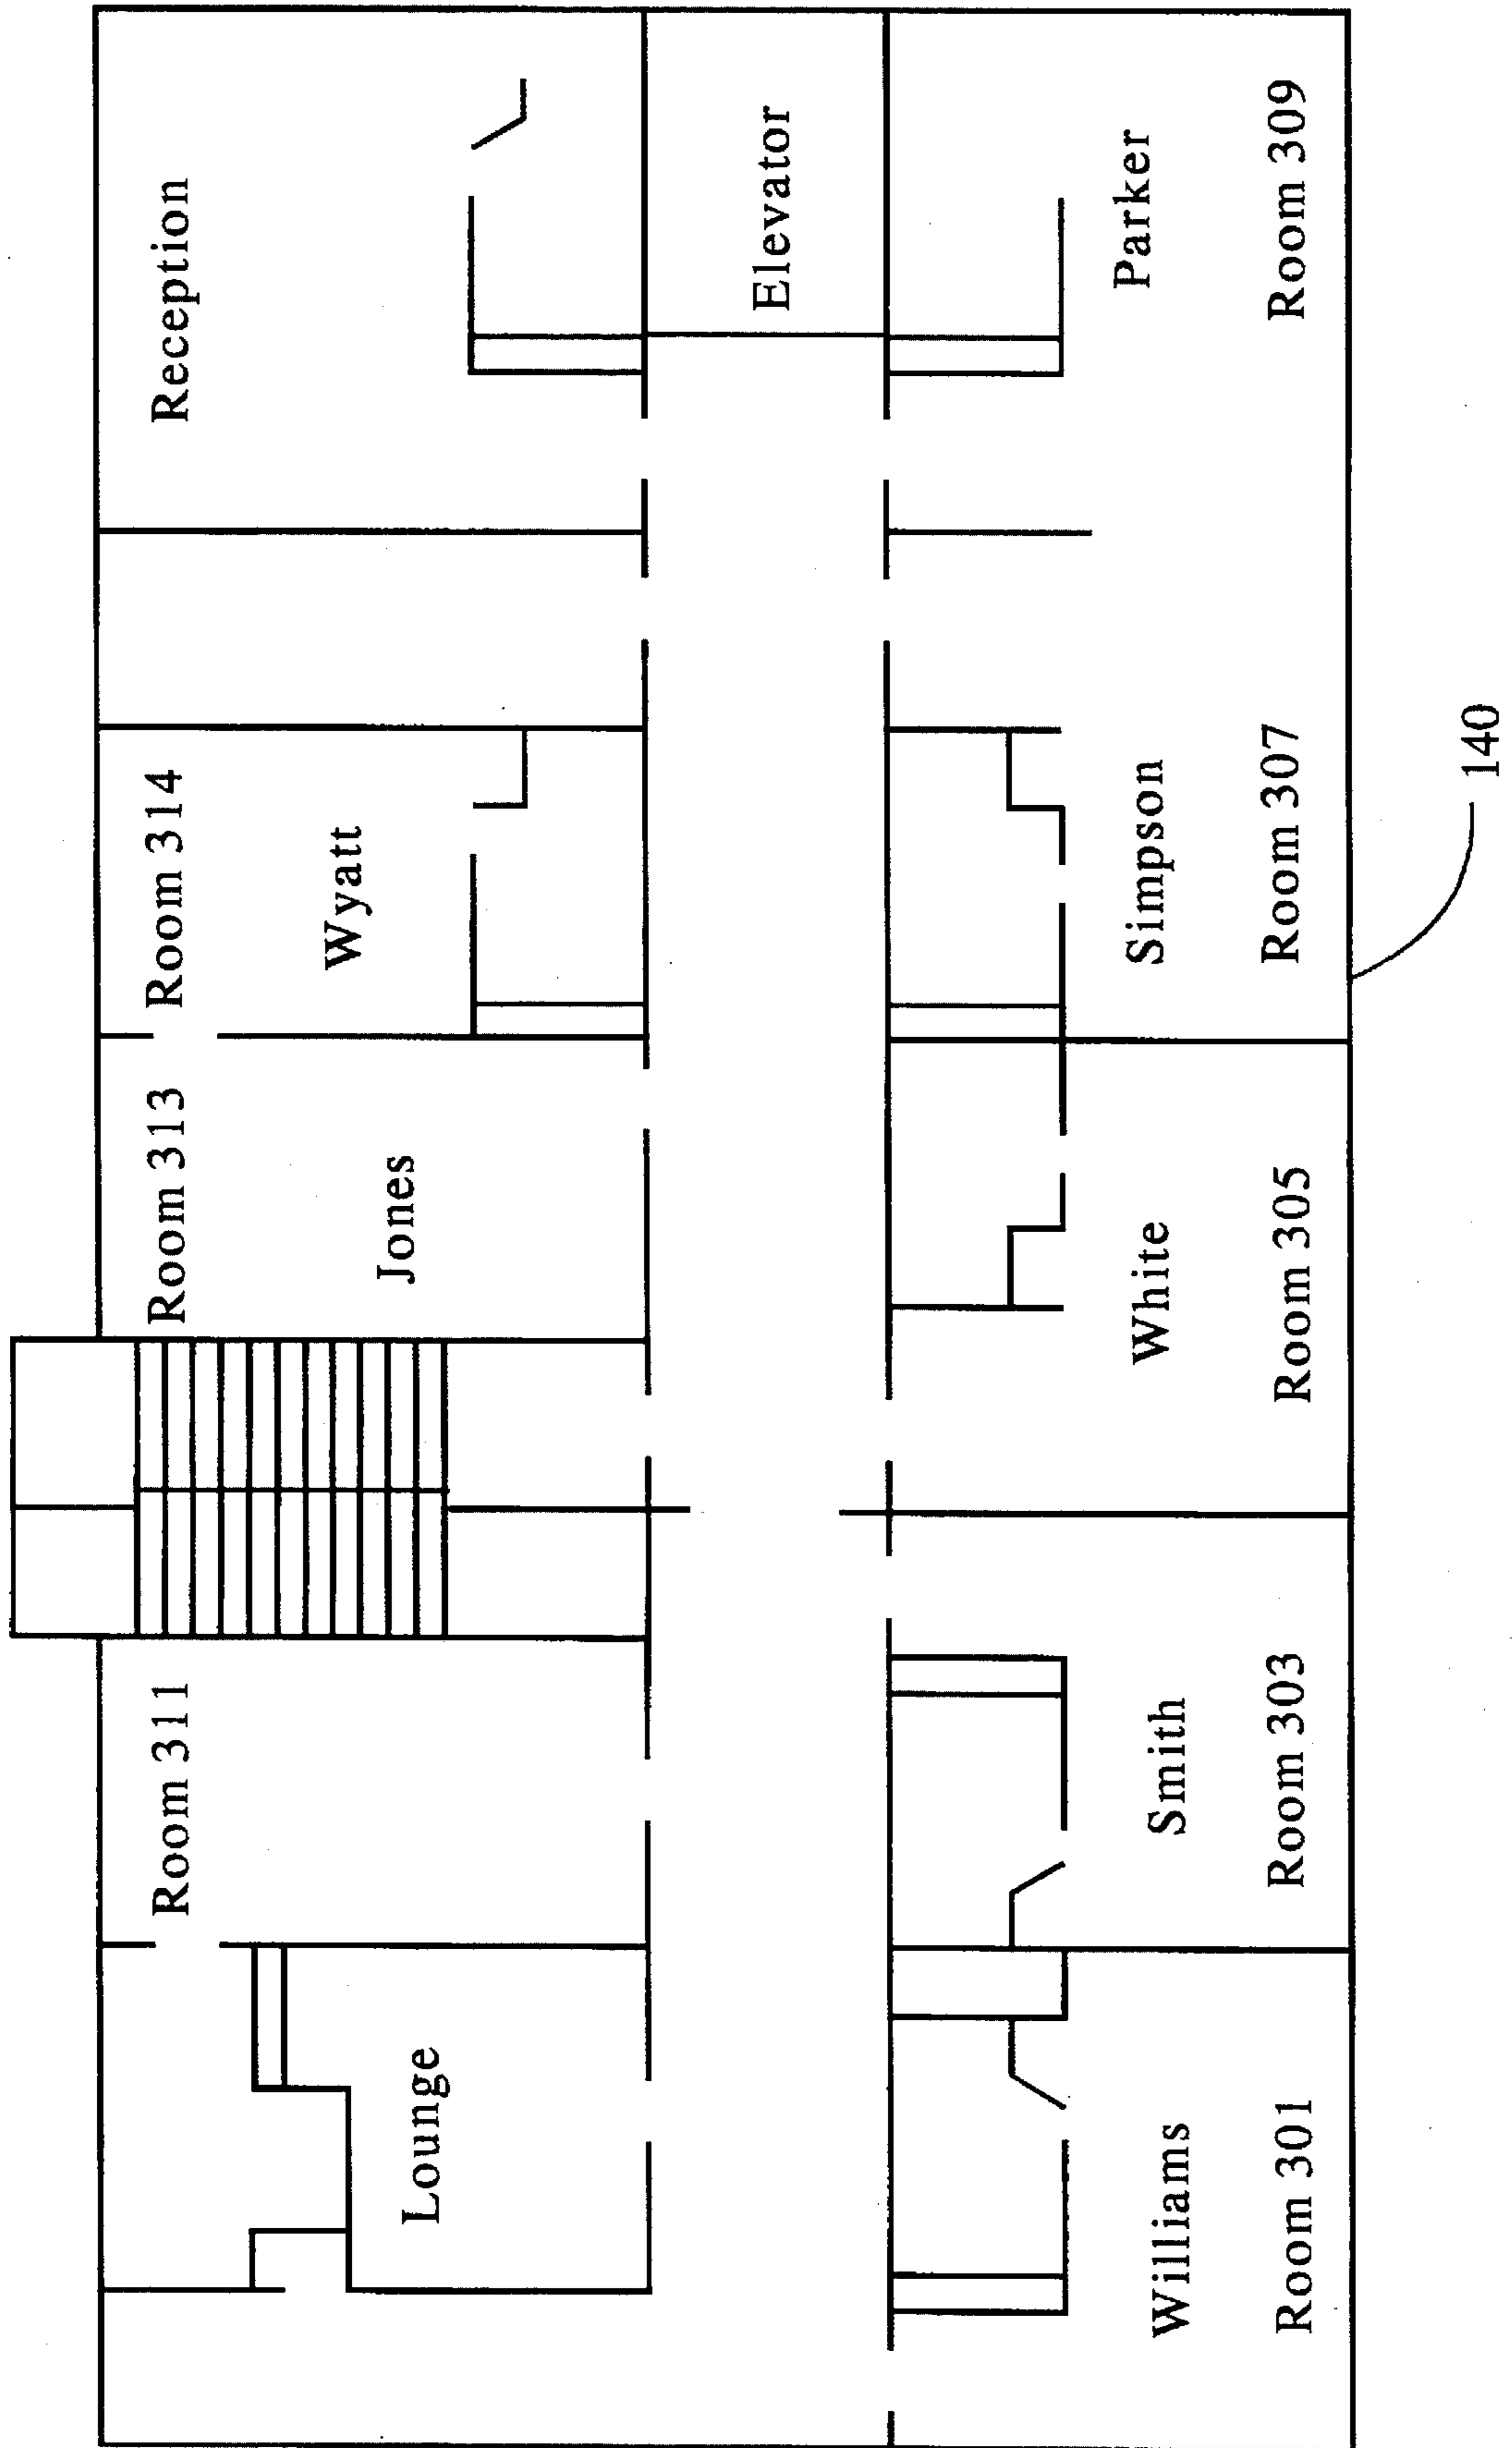 Room 311
Room 313
Room 314
Reception
Wyatt
Lounge
Jones
Elevator
Williams
Smith
White
Simpson
Parker
Room 301
Room 303
Room 305
Room 307
Room 309
140